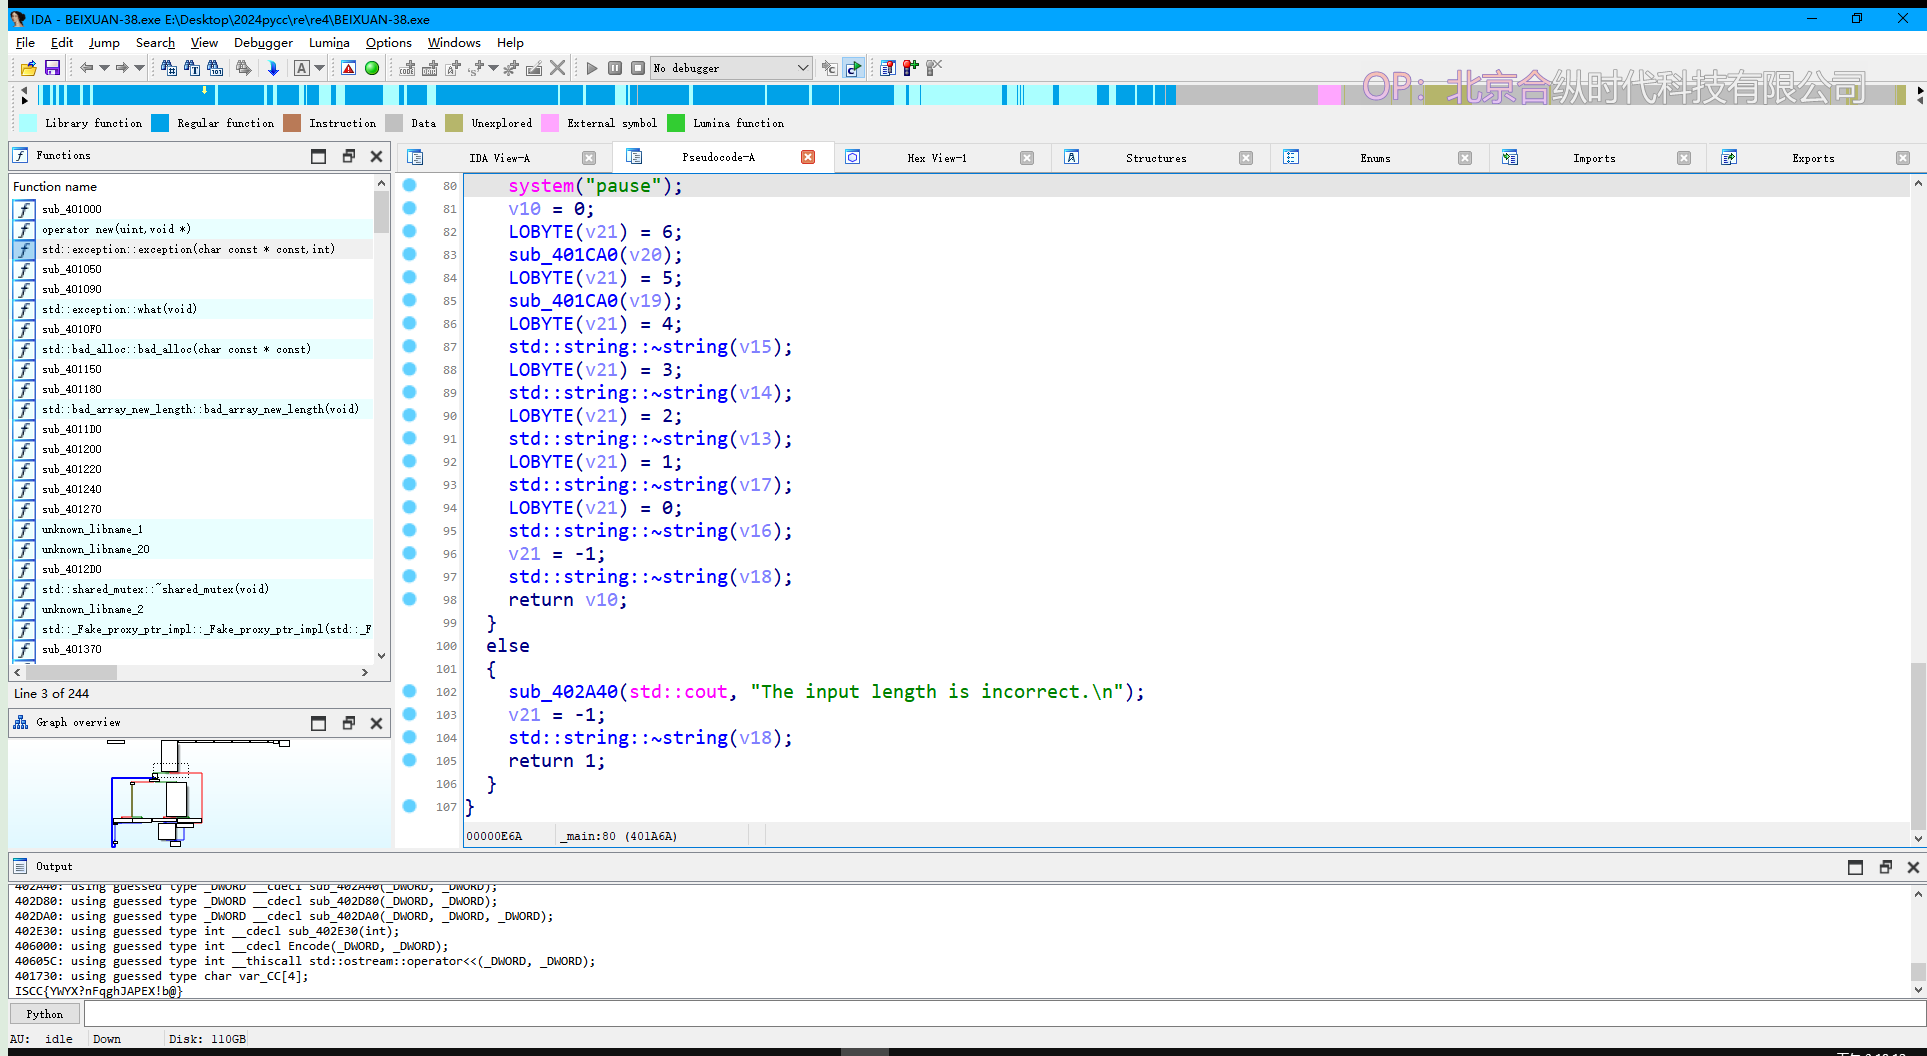 IDA - BEIXUAN-38.exe E:\Desktop\2024pycc\re\re4\BEIXUAN-38.exe
File Edit Jump Search View Debugger Lumina Options Windows Help
No debugger
OP：北京合纵时代科技有限公司
Library function Regular function Instruction Data Unexplored External symbol Lumina function
Functions
Function name
sub_401000
operator new(uint,void *)
std::exception::exception(char const * const,int)
sub_401050
sub_401090
std::exception::what(void)
sub_4010F0
std::bad_alloc::bad_alloc(char const * const)
sub_401150
sub_401180
std::bad_array_new_length::bad_array_new_length(void)
sub_4011D0
sub_401200
sub_401220
sub_401240
sub_401270
unknown_libname_1
unknown_libname_20
sub_4012D0
std::shared_mutex::~shared_mutex(void)
unknown_libname_2
std::_Fake_proxy_ptr_impl::_Fake_proxy_ptr_impl(std::_F
sub_401370
Line 3 of 244
Graph overview
IDA View-A Pseudocode-A Hex View-1 Structures Enums Imports Exports
80 system("pause");
81 v10 = 0;
82 LOBYTE(v21) = 6;
83 sub_401CA0(v20);
84 LOBYTE(v21) = 5;
85 sub_401CA0(v19);
86 LOBYTE(v21) = 4;
87 std::string::~string(v15);
88 LOBYTE(v21) = 3;
89 std::string::~string(v14);
90 LOBYTE(v21) = 2;
91 std::string::~string(v13);
92 LOBYTE(v21) = 1;
93 std::string::~string(v17);
94 LOBYTE(v21) = 0;
95 std::string::~string(v16);
96 v21 = -1;
97 std::string::~string(v18);
98 return v10;
99 }
100 else
101 {
102 sub_402A40(std::cout, "The input length is incorrect.\n");
103 v21 = -1;
104 std::string::~string(v18);
105 return 1;
106 }
107 }
00000E6A _main:80 (401A6A)
Output
402A40: using guessed type _DWORD __cdecl sub_402A40(_DWORD, _DWORD);
402D80: using guessed type _DWORD __cdecl sub_402D80(_DWORD, _DWORD);
402DA0: using guessed type _DWORD __cdecl sub_402DA0(_DWORD, _DWORD, _DWORD);
402E30: using guessed type int __cdecl sub_402E30(int);
406000: using guessed type int __cdecl Encode(_DWORD, _DWORD);
40605C: using guessed type int __thiscall std::ostream::operator<<(_DWORD, _DWORD);
401730: using guessed type char var_CC[4];
ISCC{YWYX?nFqghJAPEX!b@}
Python
AU: idle Down Disk: 110GB